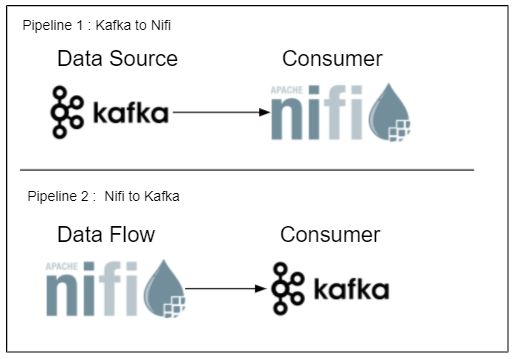 Pipeline 1 : Kafka to Nifi
Data Source
Consumer
kafka
APACHE
nifi
Pipeline 2 : Nifi to Kafka
Data Flow
Consumer
APACHE
nifi
kafka